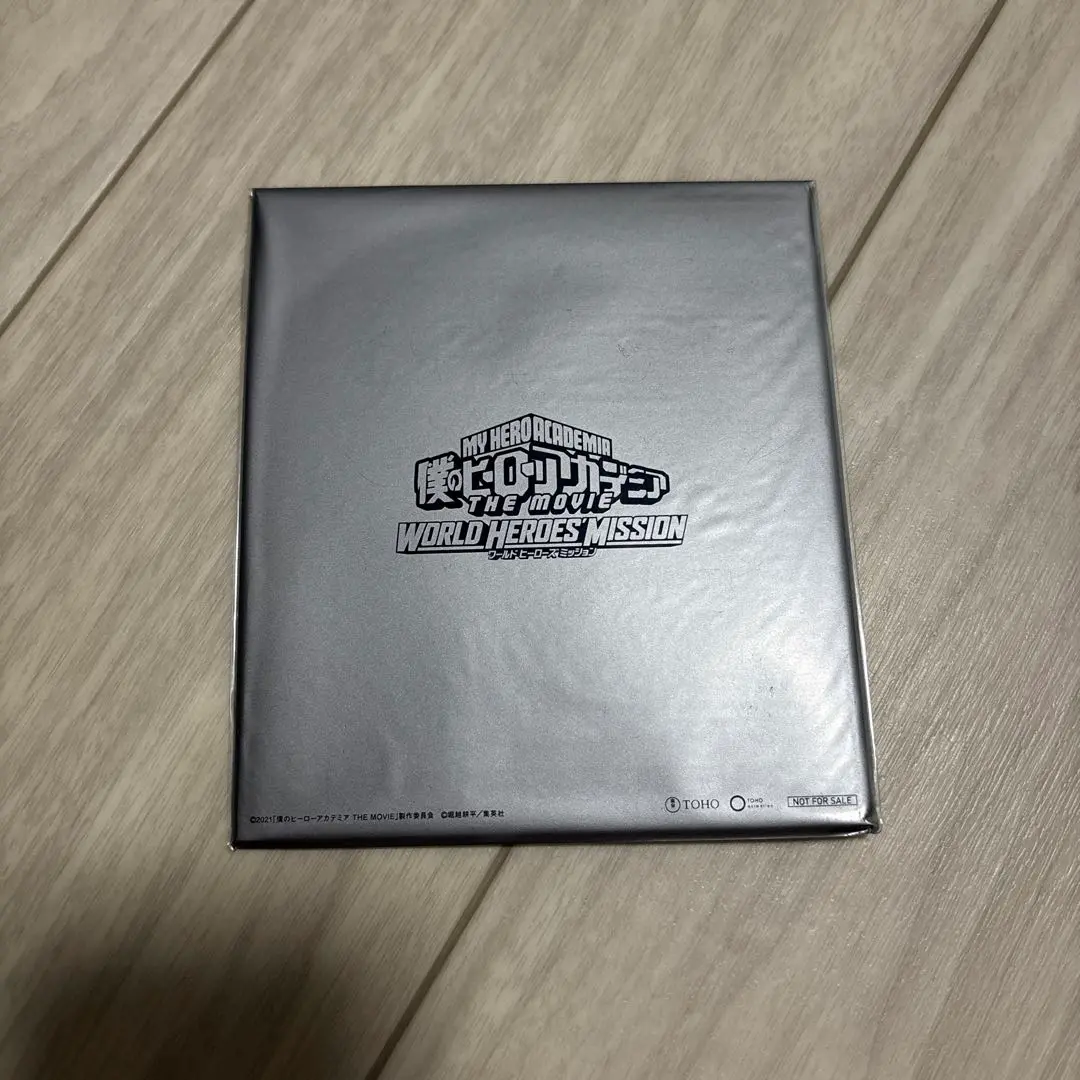 MY HERO ACADEMIA
僕のヒーローアカデミア
THE MOVIE
WORLD HEROES' MISSION
ワールド ヒーローズ ミッション
TOHO
TOHO animation
NOT FOR SALE
©2021「僕のヒーローアカデミア THE MOVIE」製作委員会 ©堀越耕平／集英社